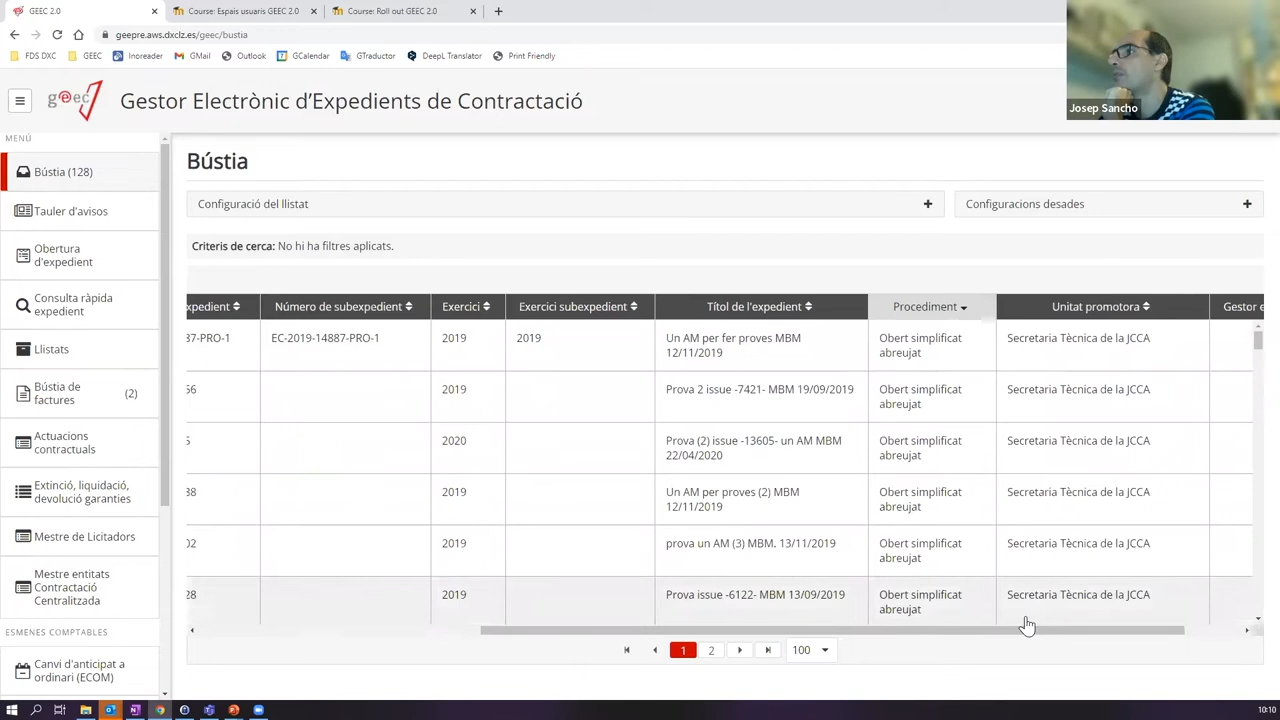 GEEC 2.0
Course: Espais usuaris GEEC 2.0
Course: Roll out GEEC 2.0
geepre.aws.dxclz.es/geec/bustia
FDS DXC
GEEC
Inoreader
GMail
Outlook
GCalendar
GTraductor
DeepL Translator
Print Friendly
geec
Gestor Electrònic d'Expedients de Contractació
Josep Sancho
MENÚ
Bústia (128)
Tauler d'avisos
Obertura
d'expedient
Consulta ràpida
expedient
Llistats
Bústia de
factures
(2)
Actuacions
contractuals
Extinció, liquidació,
devolució garanties
Mestre de Licitadors
Mestre entitats
Contractació
Centralitzada
ESMENES COMPTABLES
Canvi d'anticipat a
ordinari (ECOM)
Bústia
Configuració del llistat
Configuracions desades
Criteris de cerca: No hi ha filtres aplicats.
xpedient Número de subexpedient Exercici Exercici subexpedient Títol de l'expedient Procediment Unitat promotora Gestor e
37-PRO-1 EC-2019-14887-PRO-1 2019 2019 Un AM per fer proves MBM Obert simplificat Secretaria Tècnica de la JCCA
12/11/2019 abreujat
56 2019 Prova 2 issue -7421- MBM 19/09/2019 Obert simplificat Secretaria Tècnica de la JCCA
abreujat
5 2020 Prova (2) issue -13605- un AM MBM Obert simplificat Secretaria Tècnica de la JCCA
22/04/2020 abreujat
38 2019 Un AM per proves (2) MBM Obert simplificat Secretaria Tècnica de la JCCA
12/11/2019 abreujat
02 2019 prova un AM (3) MBM. 13/11/2019 Obert simplificat Secretaria Tècnica de la JCCA
abreujat
28 2019 Prova issue -6122- MBM 13/09/2019 Obert simplificat Secretaria Tècnica de la JCCA
abreujat
1 2 100
10:10